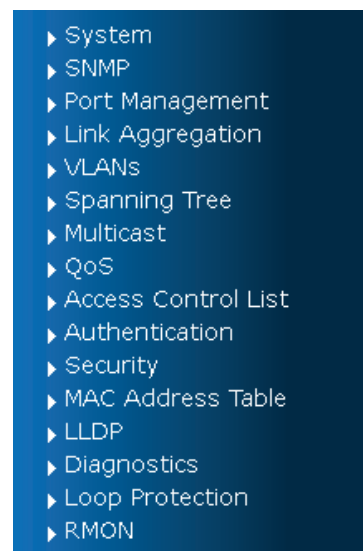 System
SNMP
Port Management
Link Aggregation
VLANs
Spanning Tree
Multicast
QoS
Access Control List
Authentication
Security
MAC Address Table
LLDP
Diagnostics
Loop Protection
RMON